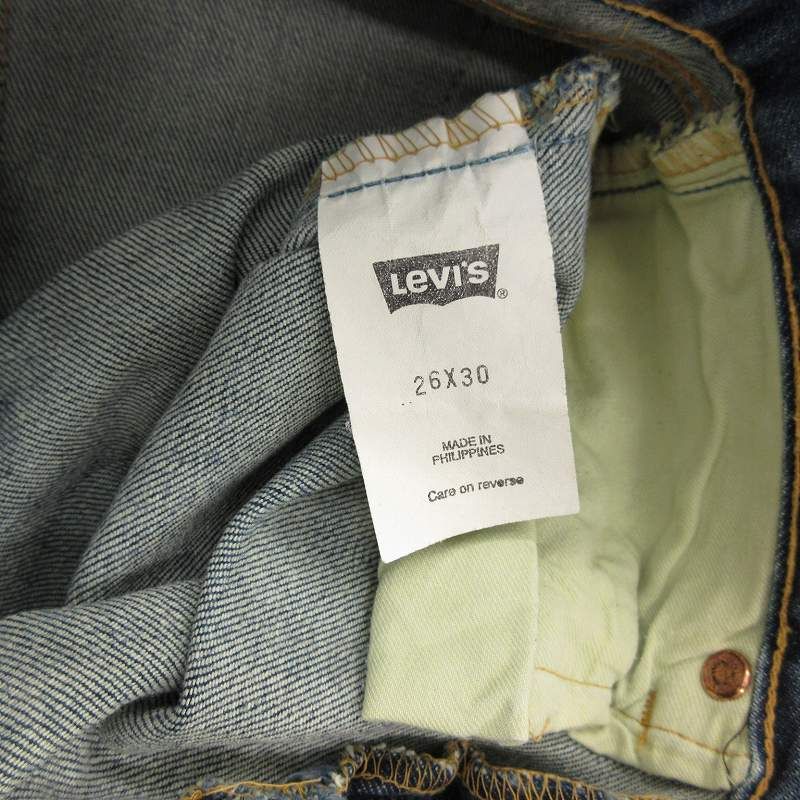 LEVI'S ®
26X30
MADE IN
PHILIPPINES
Care on reverse